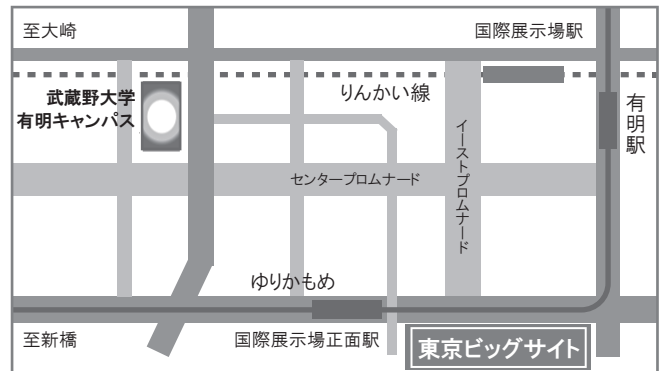 至大崎
国際展示場駅
りんかい線
武蔵野大学
有明キャンパス
有明駅
イーストプロムナード
センタープロムナード
ゆりかもめ
至新橋
国際展示場正面駅
東京ビッグサイト